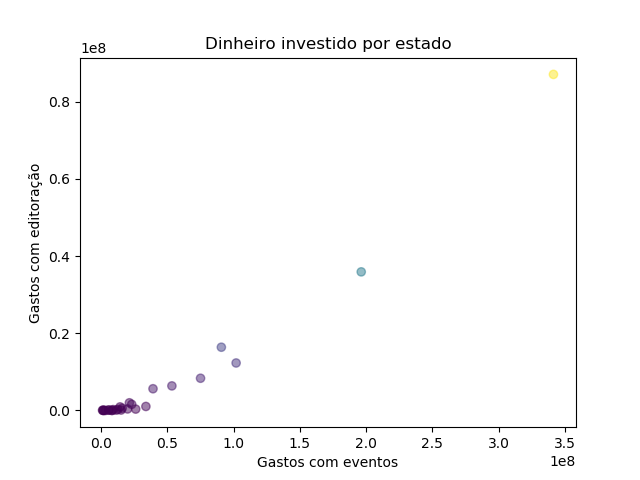 Dinheiro investido por estado
1e8
0.8
0.6
0.4
0.2
0.0
Gastos com editoração
0.0 0.5 1.0 1.5 2.0 2.5 3.0 3.5
1e8
Gastos com eventos